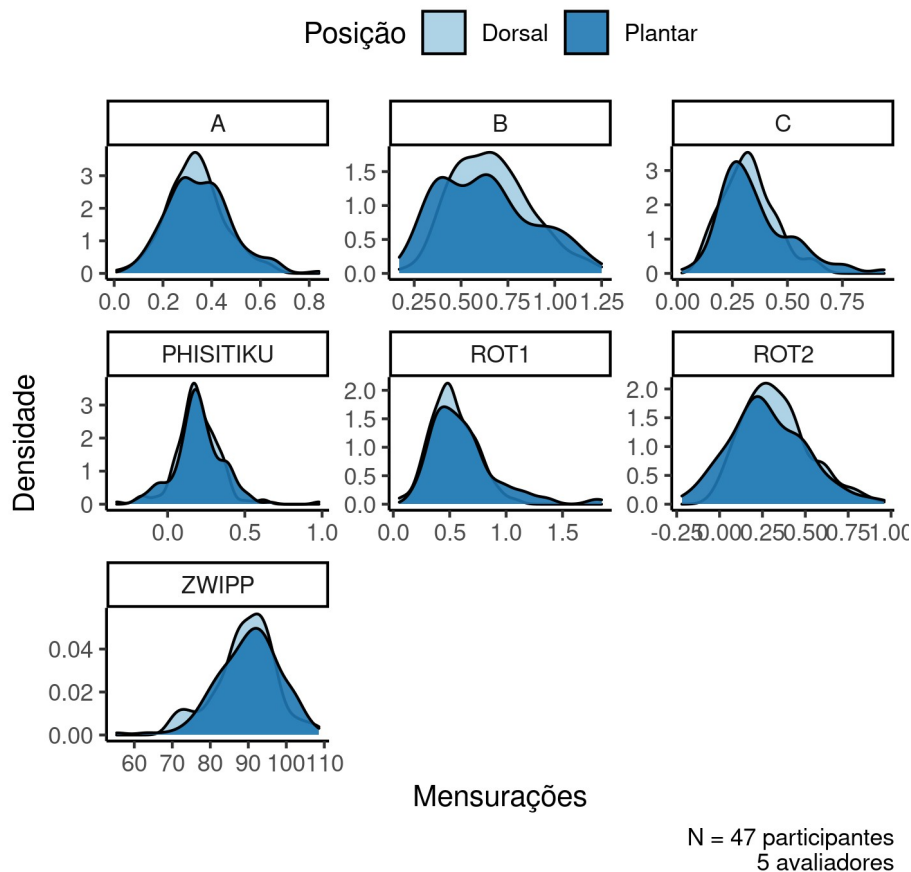 Posição Dorsal Plantar
A B C
3 2 1 0
0.0 0.2 0.4 0.6 0.8
1.5 1.0 0.5 0.0
0.25 0.50 0.75 1.00 1.25
3 2 1 0
0.00 0.25 0.50 0.75
PHISITIKU ROT1 ROT2
3 2 1 0
0.0 0.5 1.0
2.0 1.5 1.0 0.5 0.0
0.0 0.5 1.0 1.5
2.0 1.5 1.0 0.5 0.0
-0.25 0.00 0.25 0.50 0.75 1.00
ZWIPP
0.04 0.02 0.00
60 70 80 90 100 110
Densidade
Mensurações
N = 47 participantes
5 avaliadores